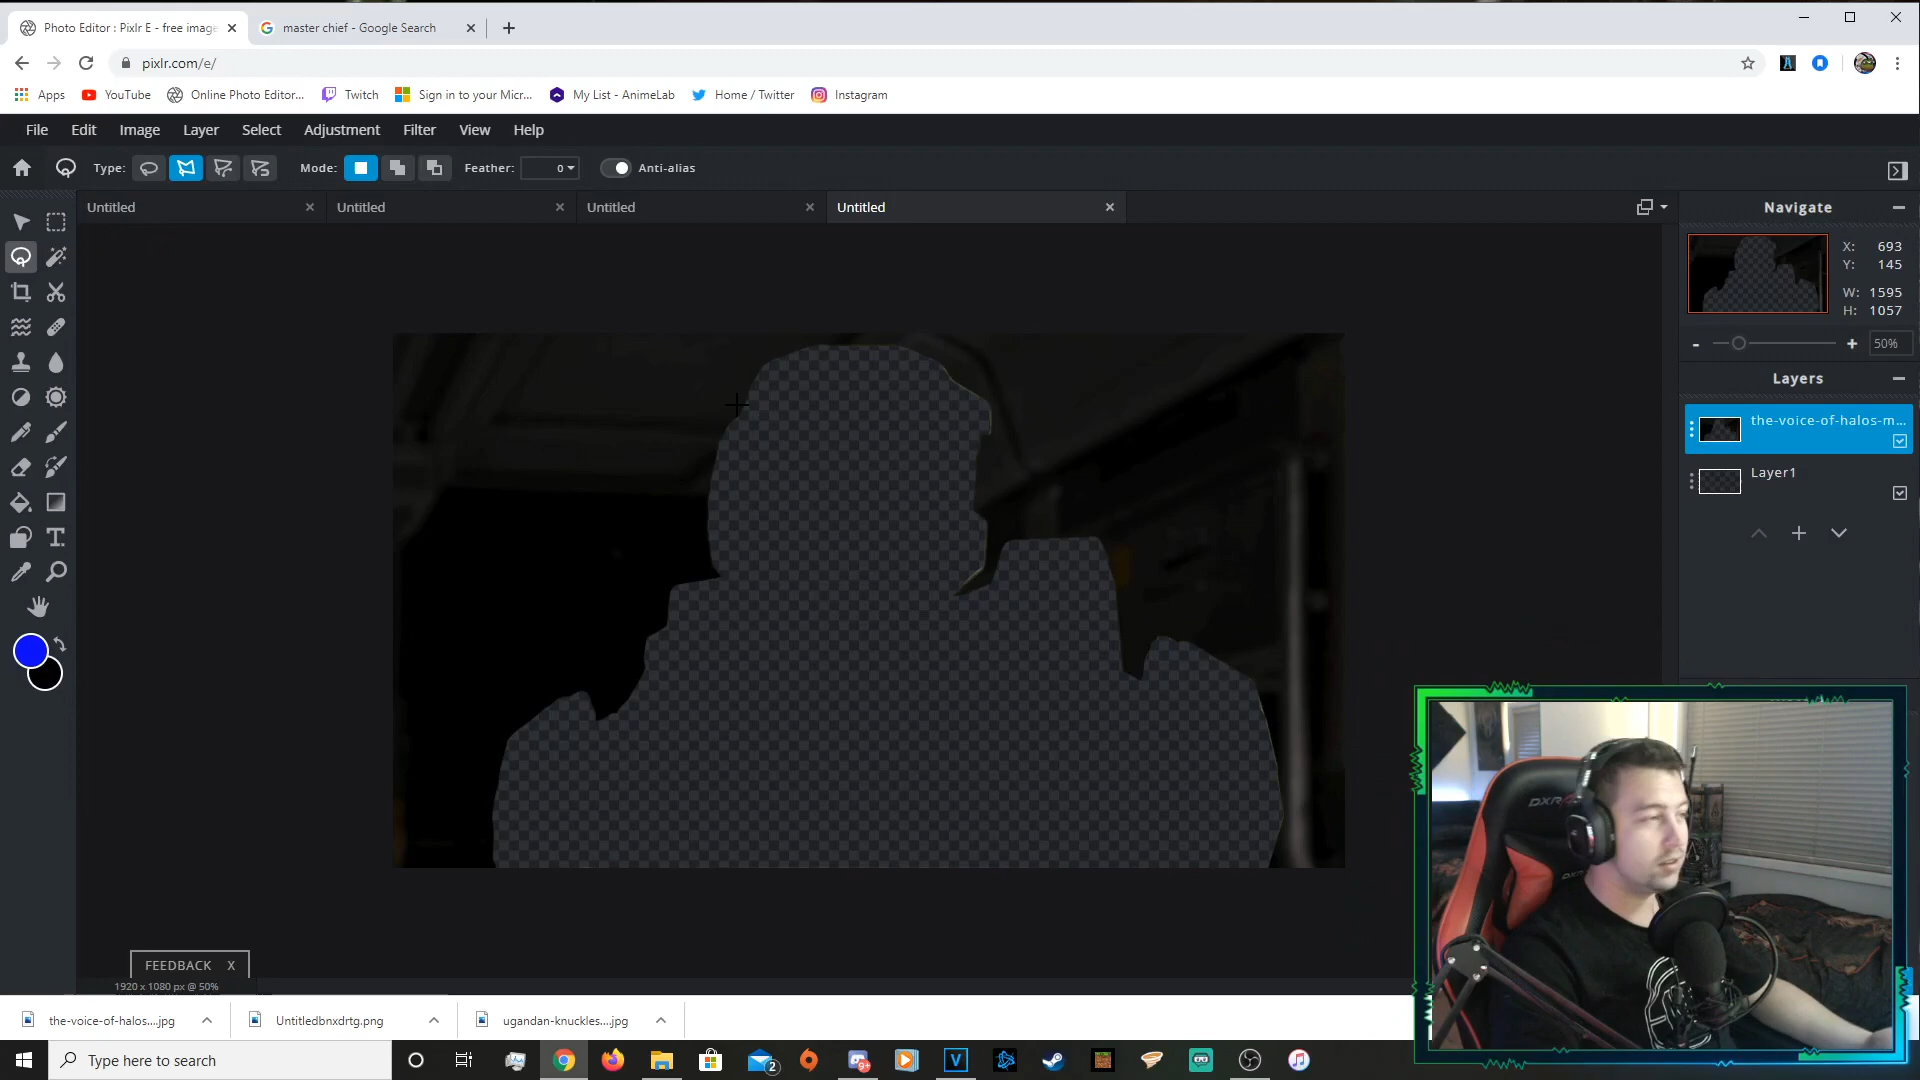 Photo Editor : Pixlr E - free image
master chief - Google Search
pixlr.com/e/
Apps
YouTube
Online Photo Editor...
Twitch
Sign in to your Micr...
My List - AnimeLab
Home / Twitter
Instagram
File
Edit
Image
Layer
Select
Adjustment
Filter
View
Help
Type:
Mode:
Feather:
0
Anti-alias
Untitled
Untitled
Untitled
Untitled
Navigate
X: 693
Y: 145
W: 1595
H: 1057
50%
Layers
the-voice-of-halos-m...
Layer1
FEEDBACK X
1920 x 1080 px @ 50%
the-voice-of-halos....jpg
Untitledbnxdrtg.png
ugandan-knuckles....jpg
Type here to search
2
9+
V